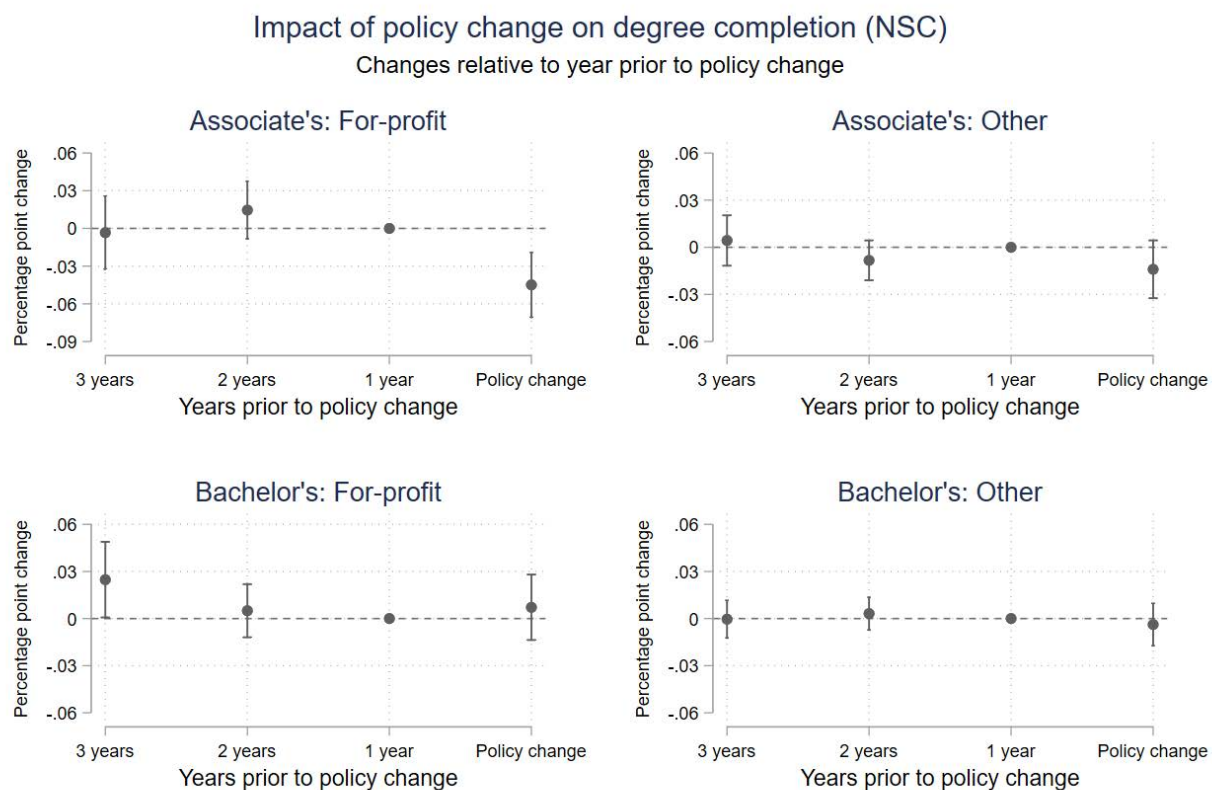 Impact of policy change on degree completion (NSC)
Changes relative to year prior to policy change
Associate's: For-profit
Percentage point change
.06
.03
0
-.03
-.06
-.09
3 years
2 years
1 year
Policy change
Years prior to policy change
Associate's: Other
Percentage point change
.06
.03
0
-.03
-.06
3 years
2 years
1 year
Policy change
Years prior to policy change
Bachelor's: For-profit
Percentage point change
.06
.03
0
-.03
-.06
3 years
2 years
1 year
Policy change
Years prior to policy change
Bachelor's: Other
Percentage point change
.06
.03
0
-.03
-.06
3 years
2 years
1 year
Policy change
Years prior to policy change